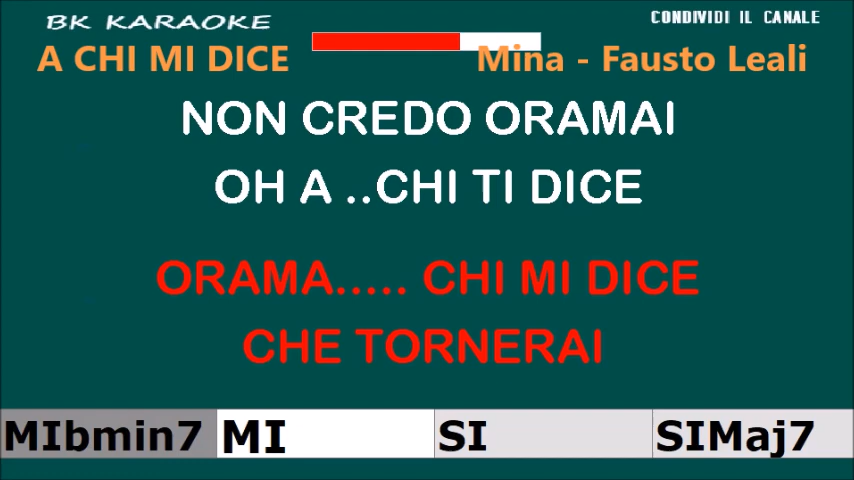 BK KARAOKE
CONDIVIDI IL CANALE
A CHI MI DICE
Mina - Fausto Leali
NON CREDO ORAMAI
OH A ..CHI TI DICE
ORAMA..... CHI MI DICE
CHE TORNERAI
MIbmin7 MI SI SIMaj7